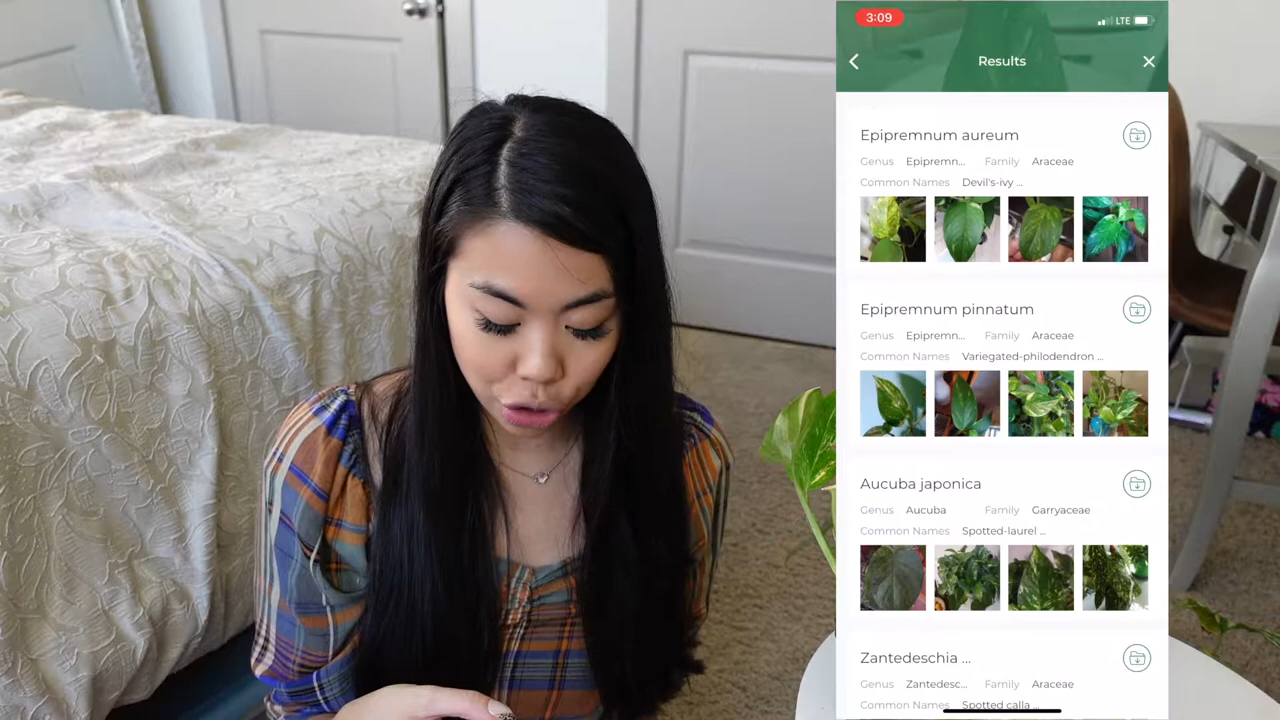 3:09 LTE
Results
Epipremnum aureum
Genus Epipremn... Family Araceae
Common Names Devil's-ivy ...
Epipremnum pinnatum
Genus Epipremn... Family Araceae
Common Names Variegated-philodendron ...
Aucuba japonica
Genus Aucuba Family Garryaceae
Common Names Spotted-laurel ...
Zantedeschia ...
Genus Zantedesc... Family Araceae
Common Names Spotted calla ...